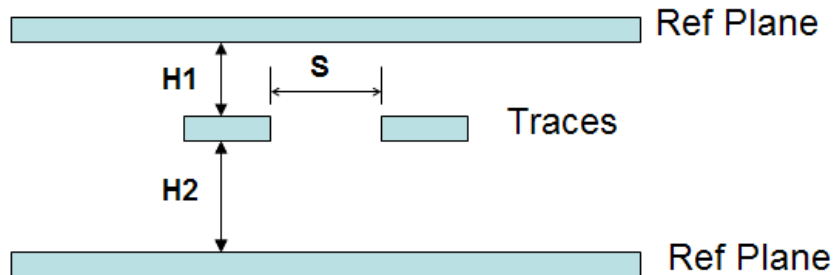 Ref Plane
H1
S
Traces
H2
Ref Plane